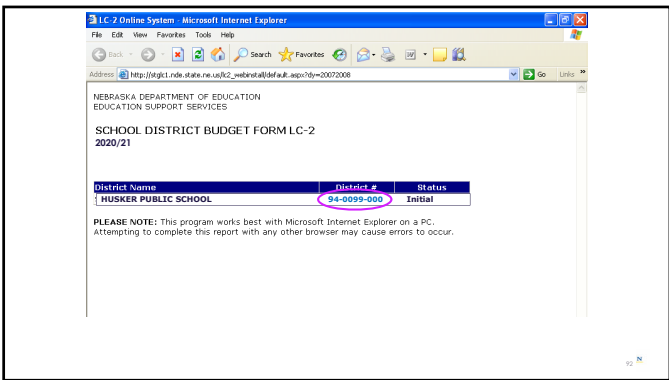 LC-2 Online System - Microsoft Internet Explorer
File Edit View Favorites Tools Help
Back Search Favorites
Address http://stglc1.nde.state.ne.us/lc2_webinstall/default.aspx?dy=20072008 Go Links »
NEBRASKA DEPARTMENT OF EDUCATION
EDUCATION SUPPORT SERVICES
SCHOOL DISTRICT BUDGET FORM LC-2
2020/21
District Name District # Status
HUSKER PUBLIC SCHOOL 94-0099-000 Initial
PLEASE NOTE: This program works best with Microsoft Internet Explorer on a PC.
Attempting to complete this report with any other browser may cause errors to occur.
92 N